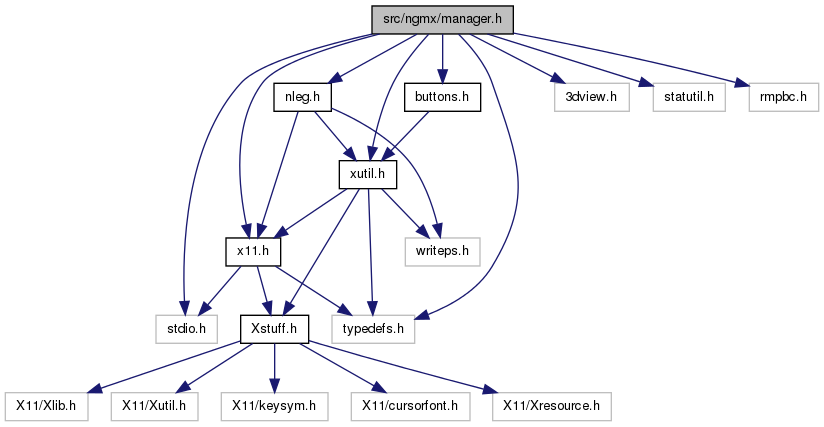 src/ngmx/manager.h
nleg.h
buttons.h
3dview.h
statutil.h
rmpbc.h
xutil.h
x11.h
writeps.h
stdio.h
Xstuff.h
typedefs.h
X11/Xlib.h
X11/Xutil.h
X11/keysym.h
X11/cursorfont.h
X11/Xresource.h